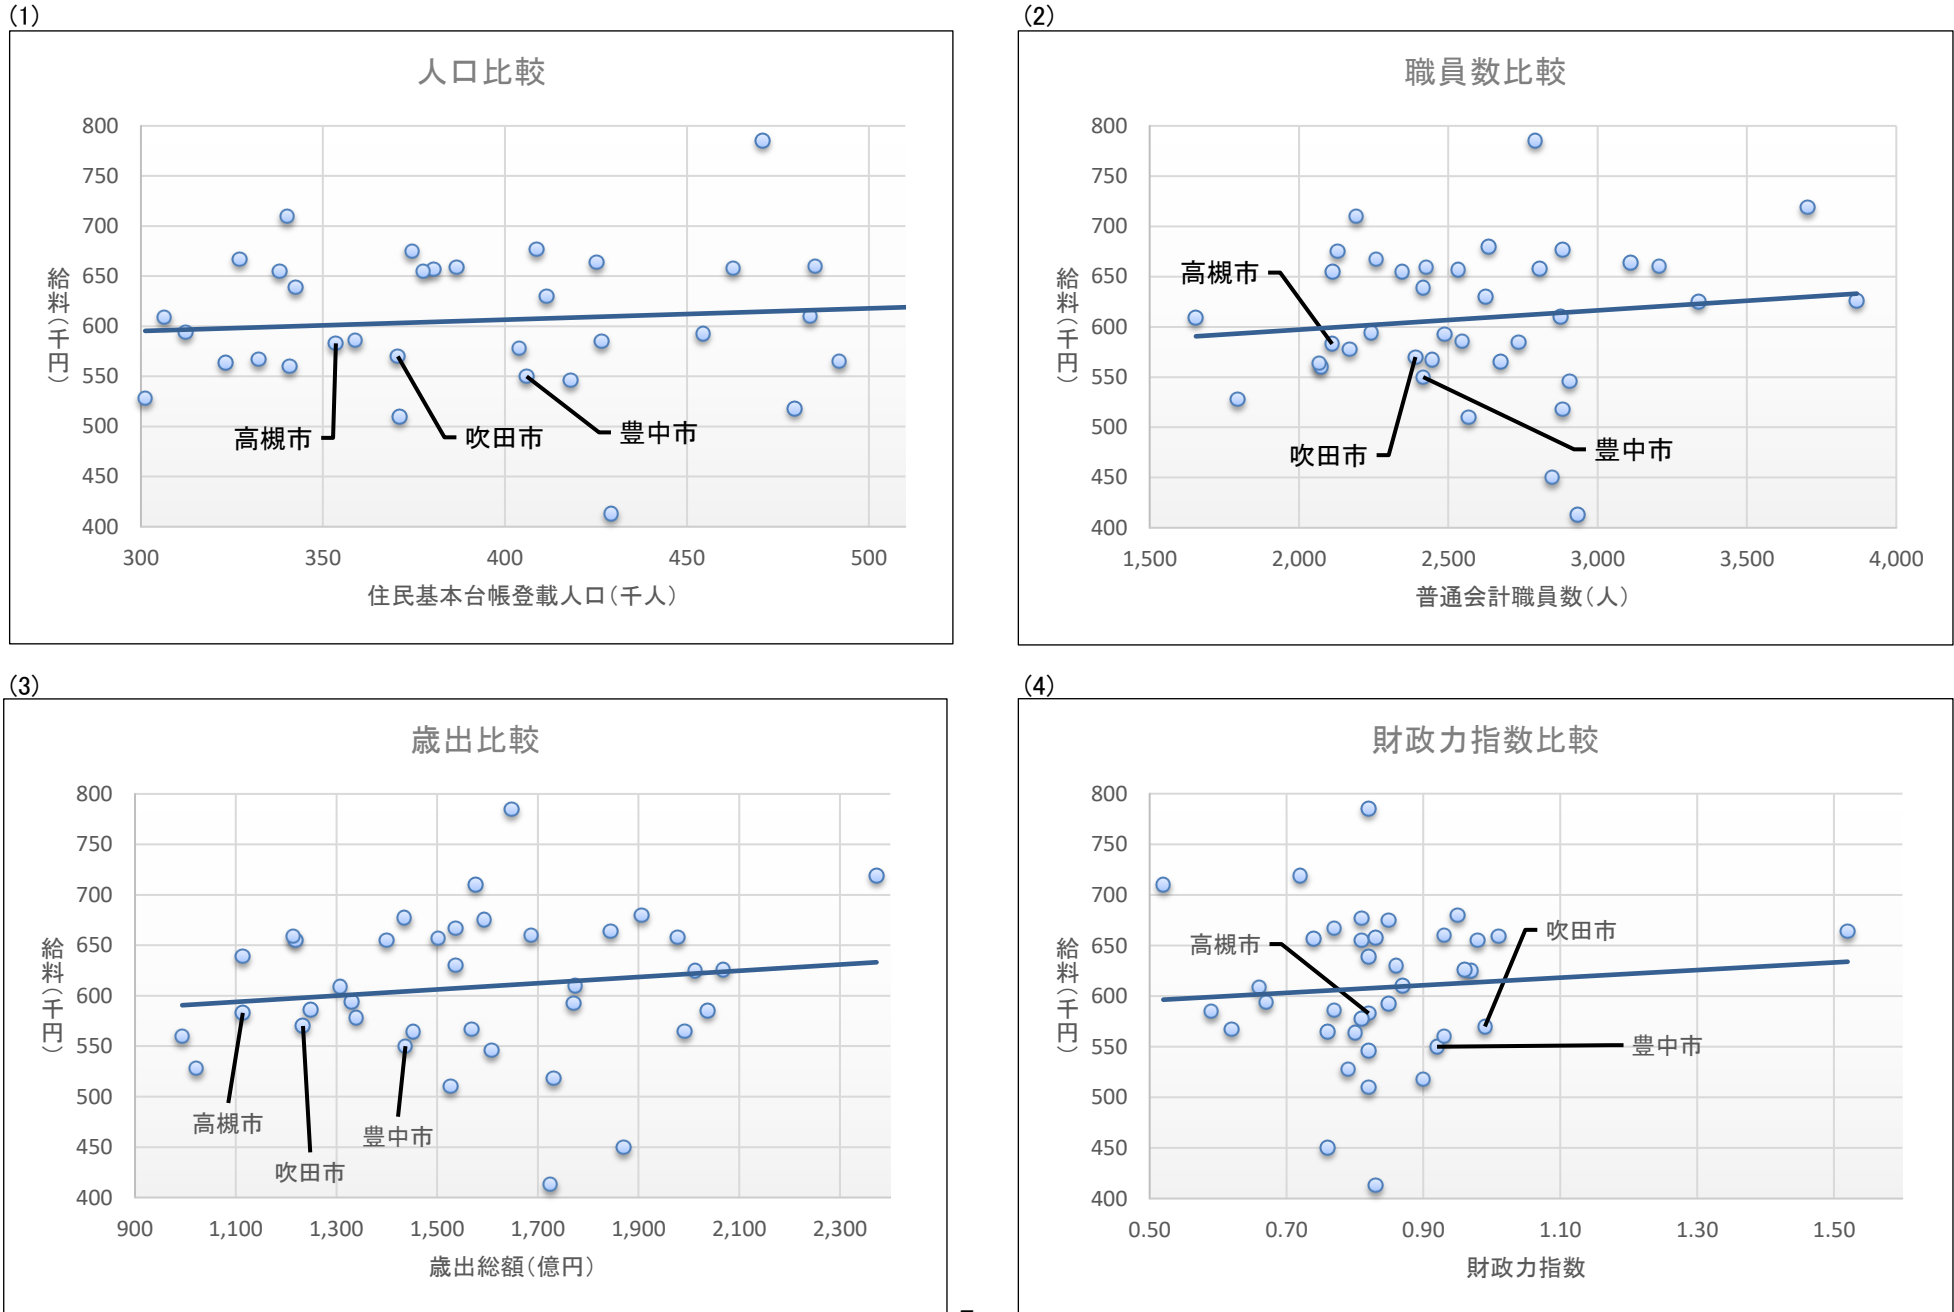 (1)
人口比較
800
750
700
650
600
550
500
450
400
給料(千円)
高槻市
吹田市
豊中市
300 350 400 450 500
住民基本台帳登載人口(千人)
(2)
職員数比較
800
750
700
650
600
550
500
450
400
給料(千円)
高槻市
吹田市
豊中市
1,500 2,000 2,500 3,000 3,500 4,000
普通会計職員数(人)
(3)
歳出比較
800
750
700
650
600
550
500
450
400
給料(千円)
高槻市
吹田市
豊中市
900 1,100 1,300 1,500 1,700 1,900 2,100 2,300
歳出総額(億円)
(4)
財政力指数比較
800
750
700
650
600
550
500
450
400
給料(千円)
高槻市
吹田市
豊中市
0.50 0.70 0.90 1.10 1.30 1.50
財政力指数